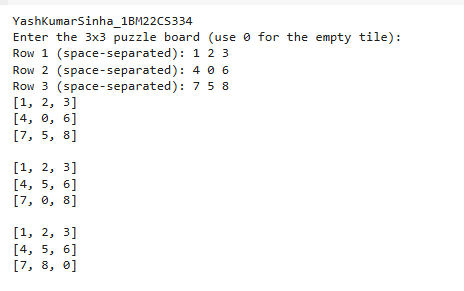 YashKumarSinha_1BM22CS334
Enter the 3x3 puzzle board (use 0 for the empty tile):
Row 1 (space-separated): 1 2 3
Row 2 (space-separated): 4 0 6
Row 3 (space-separated): 7 5 8
[1, 2, 3]
[4, 0, 6]
[7, 5, 8]

[1, 2, 3]
[4, 5, 6]
[7, 0, 8]

[1, 2, 3]
[4, 5, 6]
[7, 8, 0]